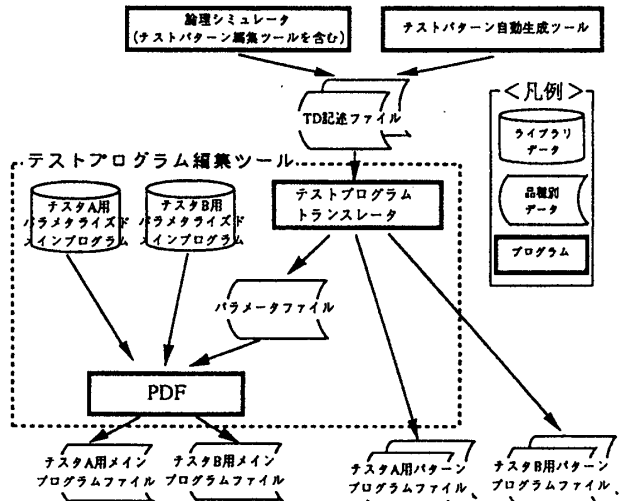 論理シミュレータ
(テストパターン編集ツールを含む)
テストパターン自動生成ツール
TD記述ファイル
<凡例>
ライブラリ
データ
品種別
データ
プログラム
テストプログラム編集ツール
テスタA用
パラメタライズド
メインプログラム
テスタB用
パラメタライズド
メインプログラム
テストプログラム
トランスレータ
パラメータファイル
PDF
テスタA用メイン
プログラムファイル
テスタB用メイン
プログラムファイル
テスタA用パターン
プログラムファイル
テスタB用パターン
プログラムファイル